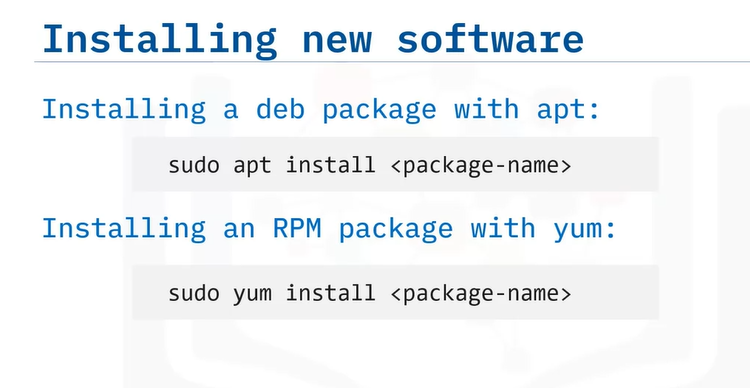 Installing new software
Installing a deb package with apt:
sudo apt install <package-name>
Installing an RPM package with yum:
sudo yum install <package-name>